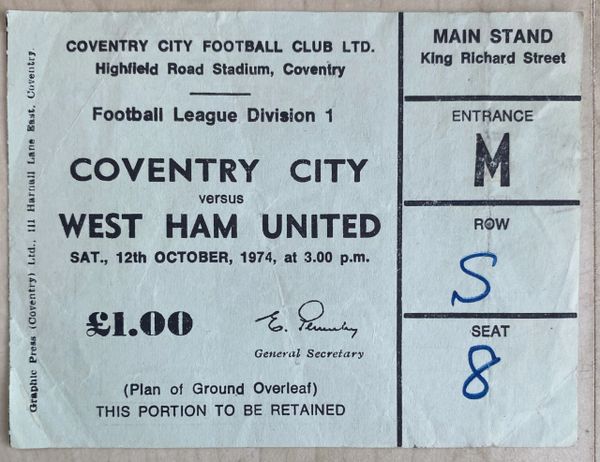 COVENTRY CITY FOOTBALL CLUB LTD.
Highfield Road Stadium, Coventry
Football League Division 1
COVENTRY CITY
versus
WEST HAM UNITED
SAT., 12th OCTOBER, 1974, at 3.00 p.m.
£1.00
General Secretary
(Plan of Ground Overleaf)
THIS PORTION TO BE RETAINED
MAIN STAND
King Richard Street
ENTRANCE
M
ROW
S
SEAT
8
Graphic Press (Coventry) Ltd., 111 Harnall Lane East, Coventry.